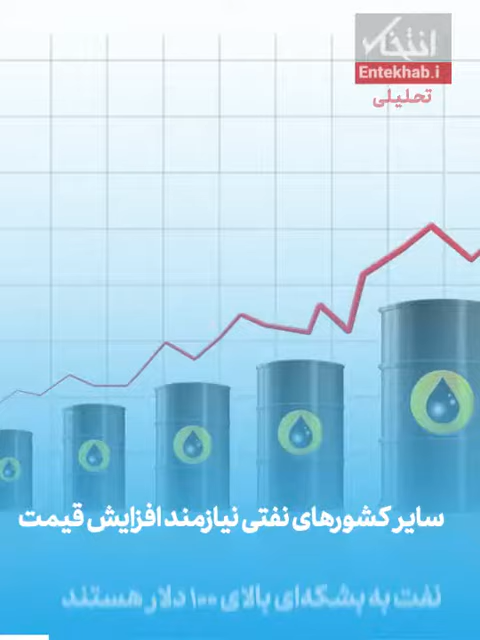 انتخاب
Entekhab.i
تحلیلی
سایر کشورهای نفتی نیازمند افزایش قیمت
نفت به بشکه‌ای بالای ۱۰۰ دلار هستند